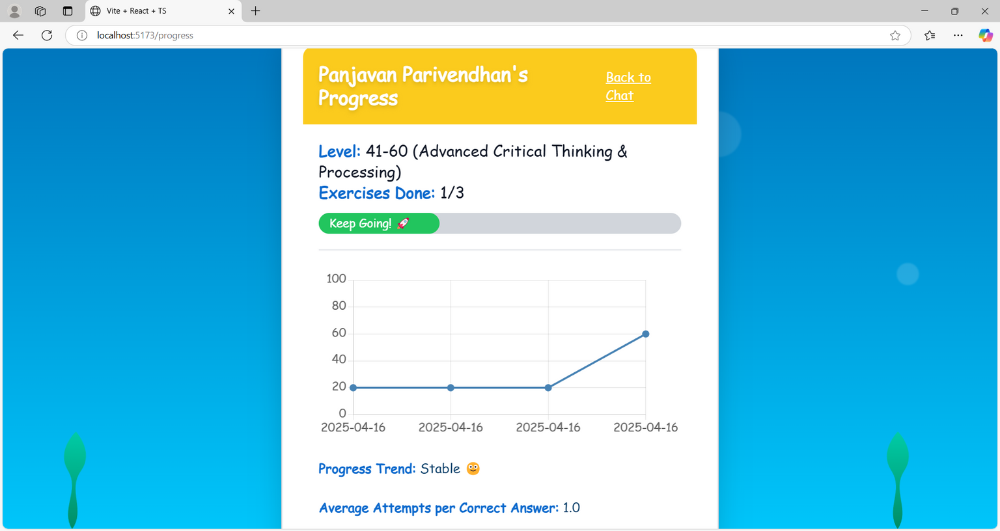 Vite + React + TS
localhost:5173/progress
Panjavan Parivendhan's
Progress
Back to
Chat
Level: 41-60 (Advanced Critical Thinking &
Processing)
Exercises Done: 1/3
Keep Going! 🚀
100
80
60
40
20
0
2025-04-16 2025-04-16 2025-04-16 2025-04-16
Progress Trend: Stable 🙂
Average Attempts per Correct Answer: 1.0